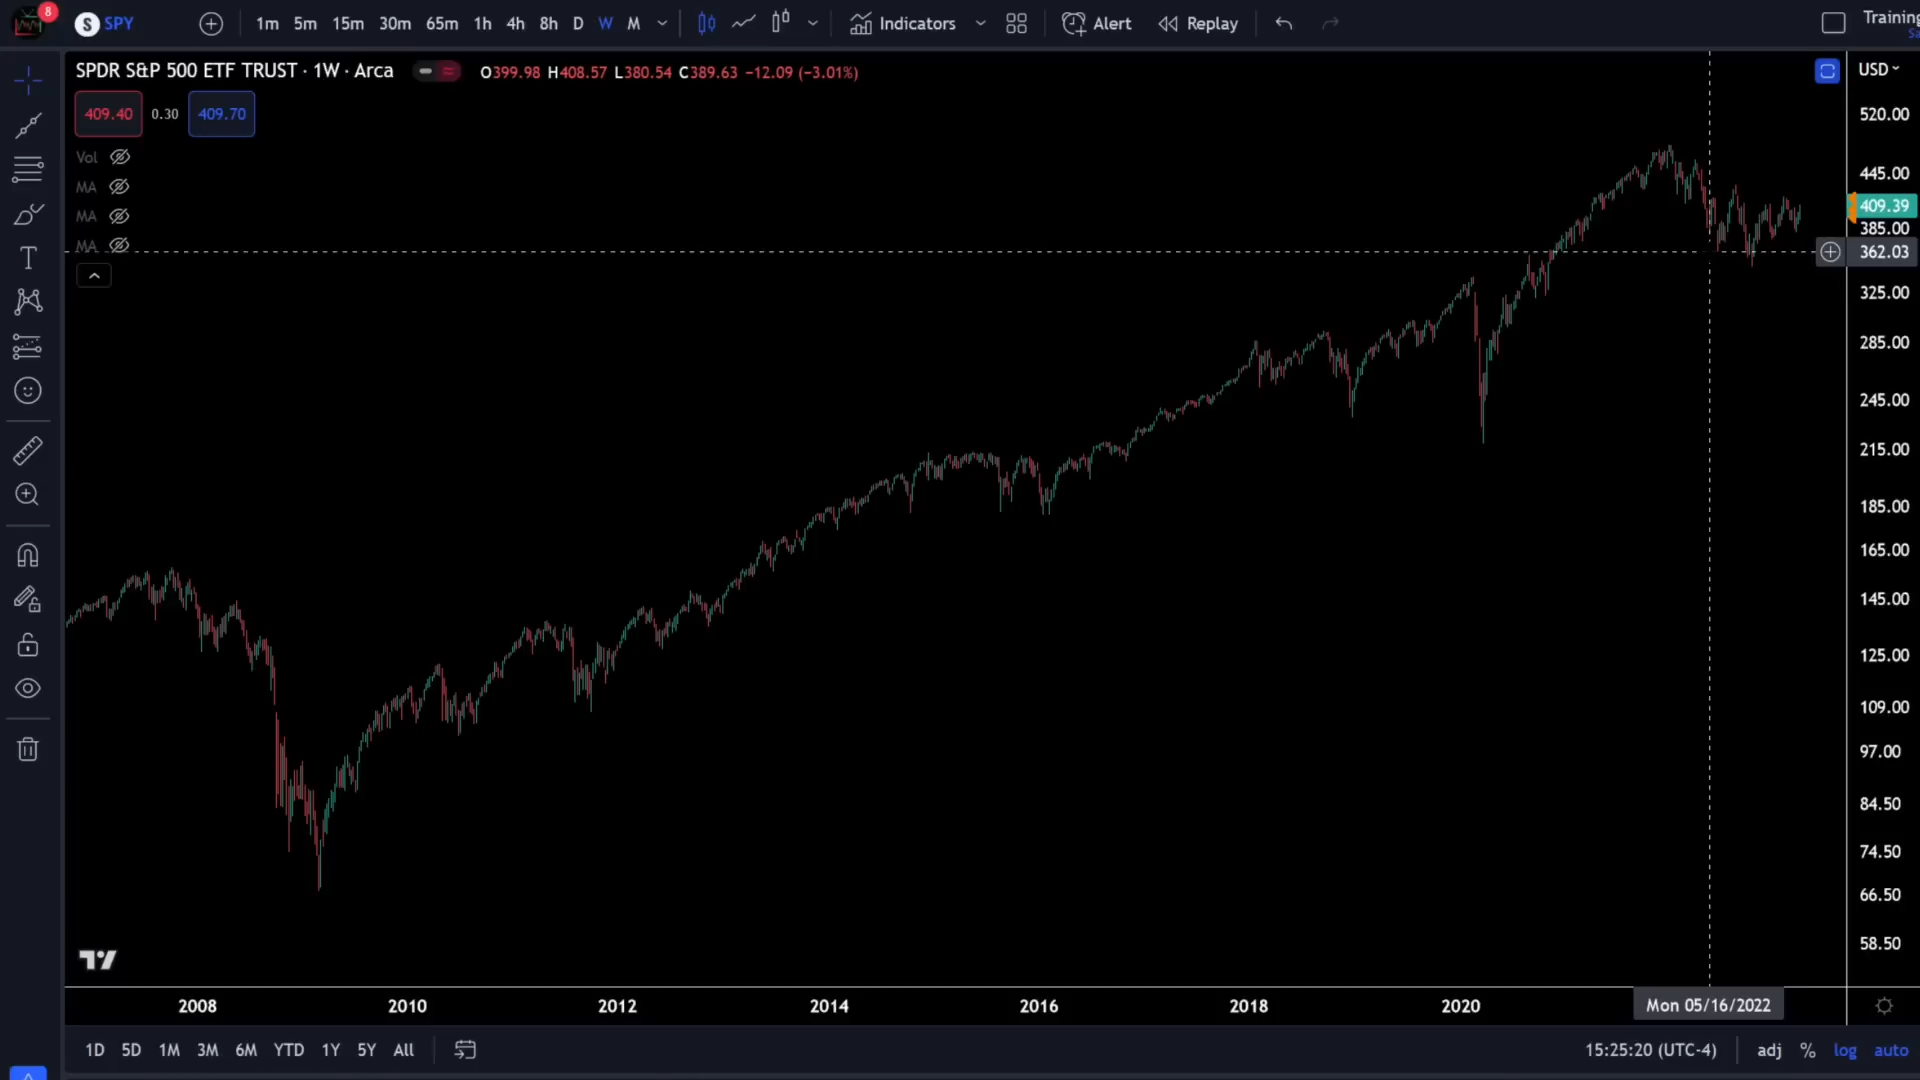 8
S SPY 1m 5m 15m 30m 65m 1h 4h 8h D W M Indicators Alert Replay Training
SPDR S&P 500 ETF TRUST · 1W · Arca O399.98 H408.57 L380.54 C389.63 −12.09 (−3.01%) USD
409.40 0.30 409.70
Vol
MA
MA
MA
520.00
445.00
409.39
385.00
362.03
325.00
285.00
245.00
215.00
185.00
165.00
145.00
125.00
109.00
97.00
84.50
74.50
66.50
58.50
2008 2010 2012 2014 2016 2018 2020 Mon 05/16/2022
1D 5D 1M 3M 6M YTD 1Y 5Y All 15:25:20 (UTC-4) adj % log auto